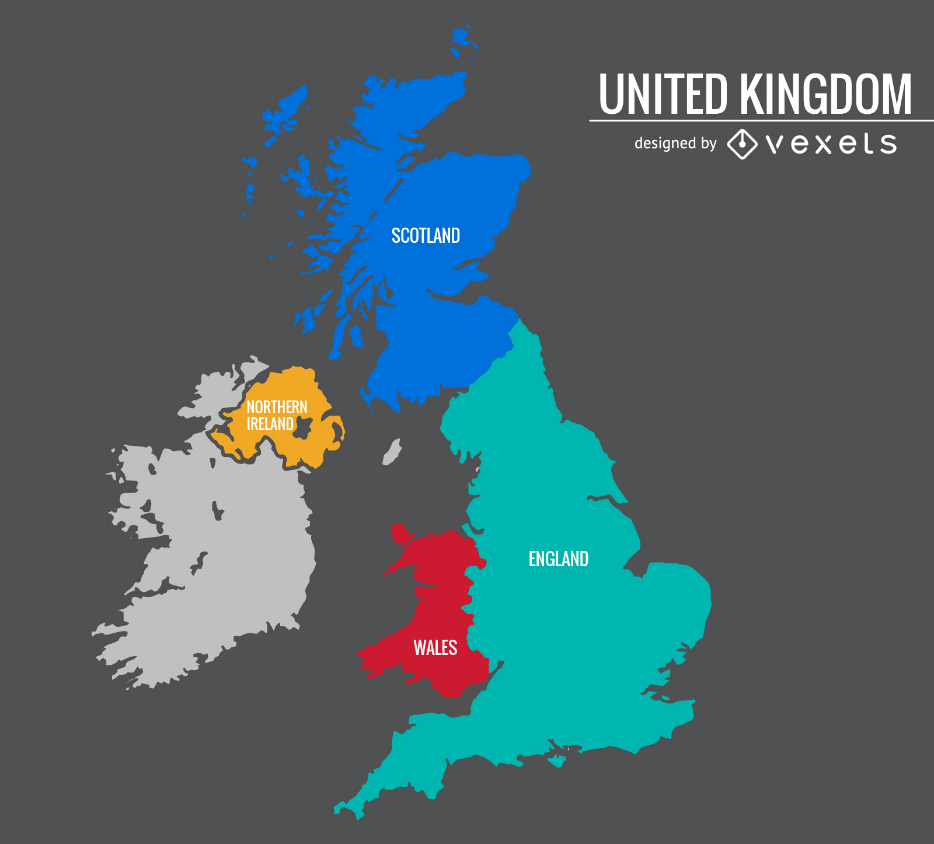 UNITED KINGDOM
designed by vexels
SCOTLAND
NORTHERN
IRELAND
ENGLAND
WALES